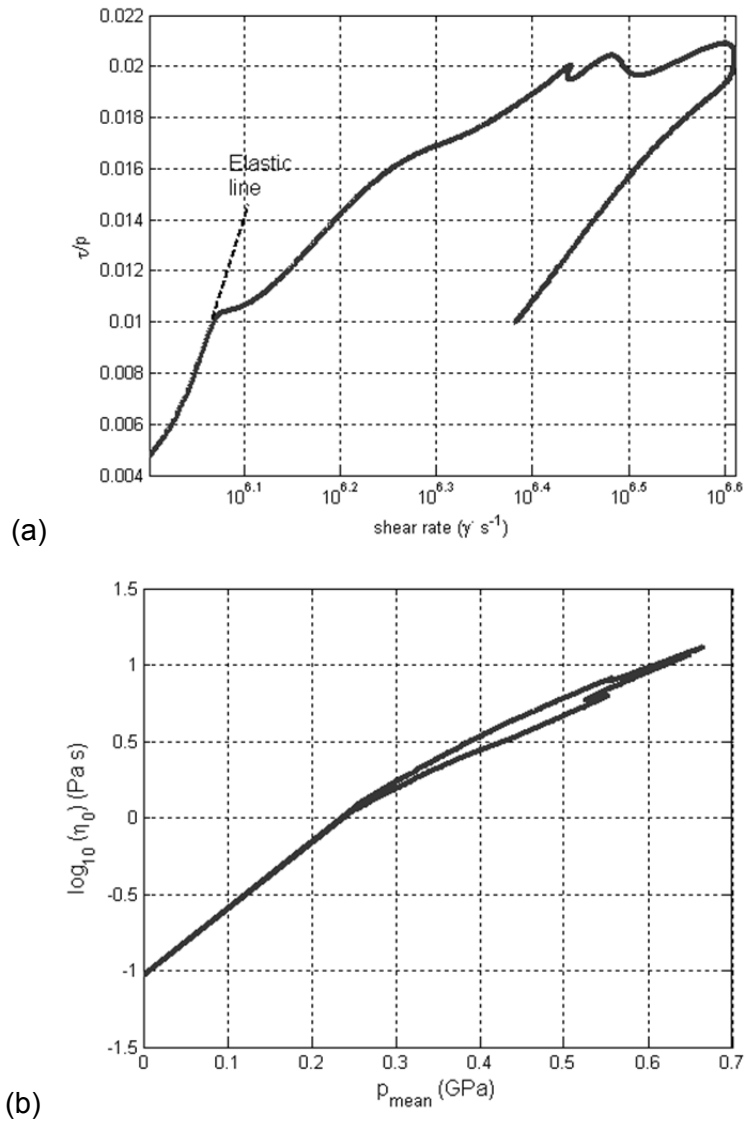 0.022
0.02
0.018
0.016
0.014
0.012
0.01
0.008
0.006
0.004
τ/p
Elastic
line
10^6.1 10^6.2 10^6.3 10^6.4 10^6.5 10^6.6
shear rate (γ˙ s^-1)
(a)
1.5
1
0.5
0
-0.5
-1
-1.5
log_10 (η_0) (Pa s)
0 0.1 0.2 0.3 0.4 0.5 0.6 0.7
p_mean (GPa)
(b)